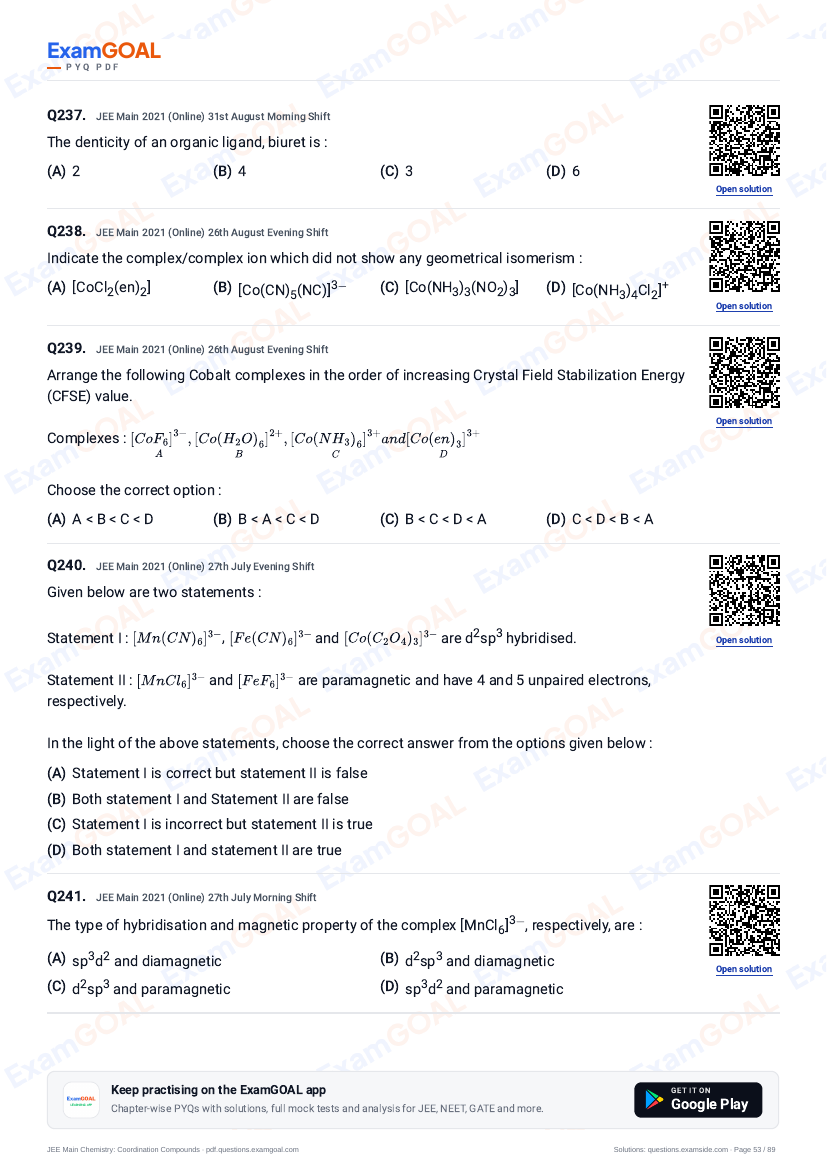 ExamGOAL
PYQ PDF
Q237. JEE Main 2021 (Online) 31st August Morning Shift
The denticity of an organic ligand, biuret is :
(A) 2 (B) 4 (C) 3 (D) 6
Open solution
Q238. JEE Main 2021 (Online) 26th August Evening Shift
Indicate the complex/complex ion which did not show any geometrical isomerism :
(A) [CoCl₂(en)₂] (B) [Co(CN)₅(NC)]³⁻ (C) [Co(NH₃)₃(NO₂)₃] (D) [Co(NH₃)₄Cl₂]⁺
Open solution
Q239. JEE Main 2021 (Online) 26th August Evening Shift
Arrange the following Cobalt complexes in the order of increasing Crystal Field Stabilization Energy
(CFSE) value.
Open solution
Complexes : [CoF₆]³⁻, [Co(H₂O)₆]²⁺, [Co(NH₃)₆]³⁺ and[Co(en)₃]³⁺
A B C D
Choose the correct option :
(A) A < B < C < D (B) B < A < C < D (C) B < C < D < A (D) C < D < B < A
Q240. JEE Main 2021 (Online) 27th July Evening Shift
Given below are two statements :
Statement I : [Mn(CN)₆]³⁻, [Fe(CN)₆]³⁻ and [Co(C₂O₄)₃]³⁻ are d²sp³ hybridised.
Open solution
Statement II : [MnCl₆]³⁻ and [FeF₆]³⁻ are paramagnetic and have 4 and 5 unpaired electrons,
respectively.
In the light of the above statements, choose the correct answer from the options given below :
(A) Statement I is correct but statement II is false
(B) Both statement I and Statement II are false
(C) Statement I is incorrect but statement II is true
(D) Both statement I and statement II are true
Q241. JEE Main 2021 (Online) 27th July Morning Shift
The type of hybridisation and magnetic property of the complex [MnCl₆]³⁻, respectively, are :
(A) sp³d² and diamagnetic (B) d²sp³ and diamagnetic
Open solution
(C) d²sp³ and paramagnetic (D) sp³d² and paramagnetic
Keep practising on the ExamGOAL app
Chapter-wise PYQs with solutions, full mock tests and analysis for JEE, NEET, GATE and more.
GET IT ON
Google Play
JEE Main Chemistry: Coordination Compounds · pdf.questions.examgoal.com
Solutions: questions.examside.com · Page 53 / 89